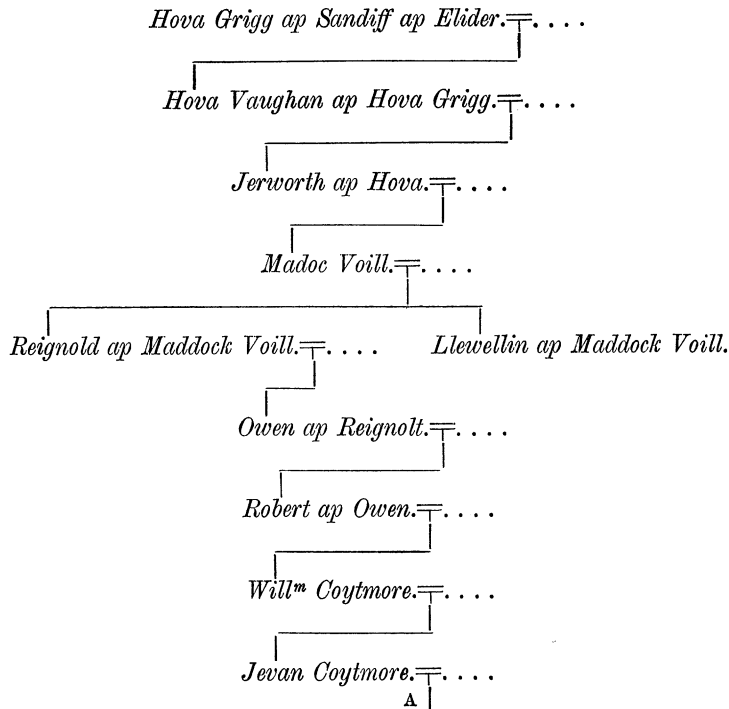 Hova Grigg ap Sandiff ap Elider.=. . . .
Hova Vaughan ap Hova Grigg.=. . . .
Jerworth ap Hova.=. . . .
Madoc Voill.=. . . .
Reignold ap Maddock Voill.=. . . . Llewellin ap Maddock Voill.
Owen ap Reignolt.=. . . .
Robert ap Owen.=. . . .
Willᵐ Coytmore.=. . . .
Jevan Coytmore.=. . . .
A